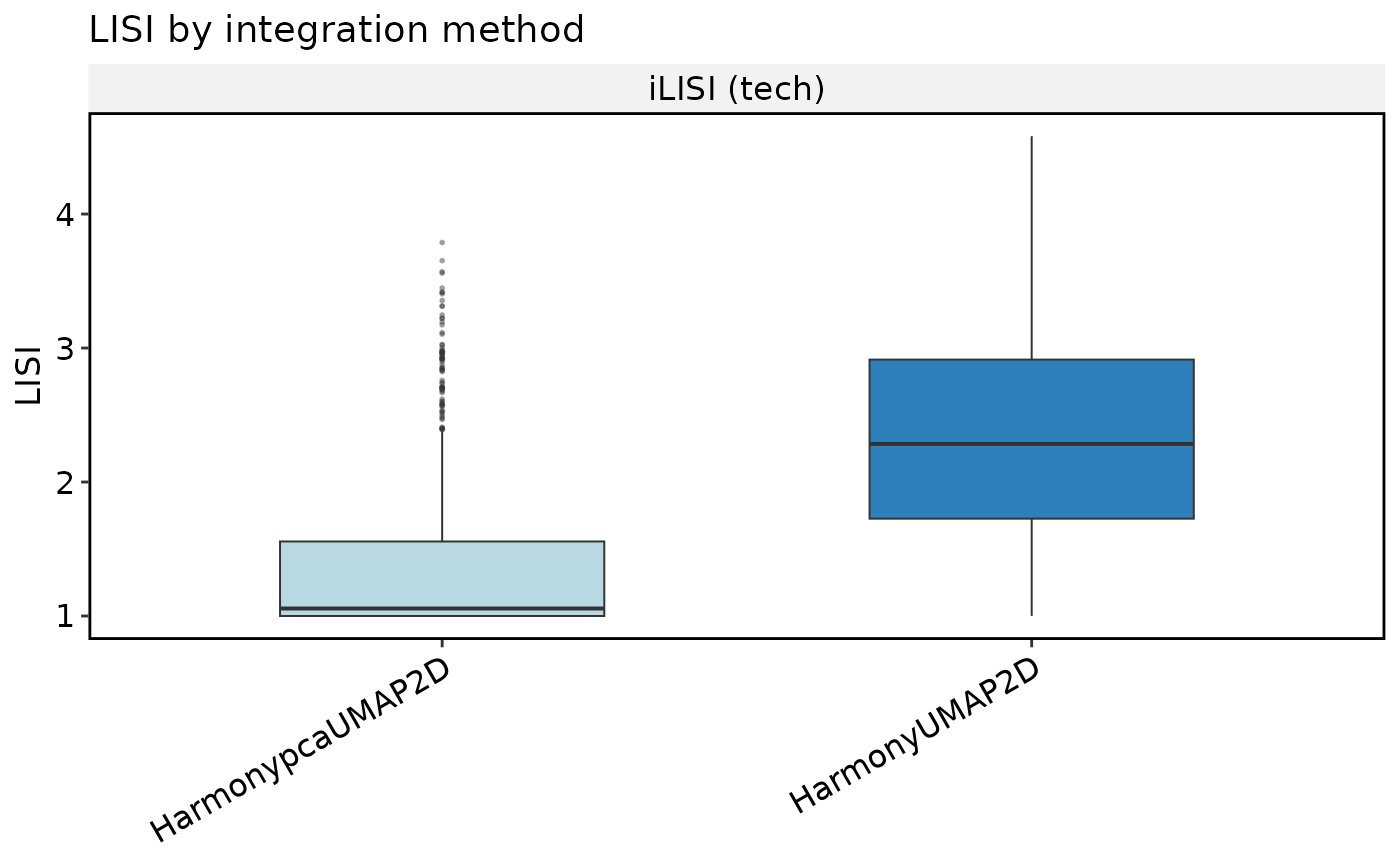 LISI by integration method
iLISI (tech)
LISI
4
3
2
1
HarmonypcaUMAP2D
HarmonyUMAP2D